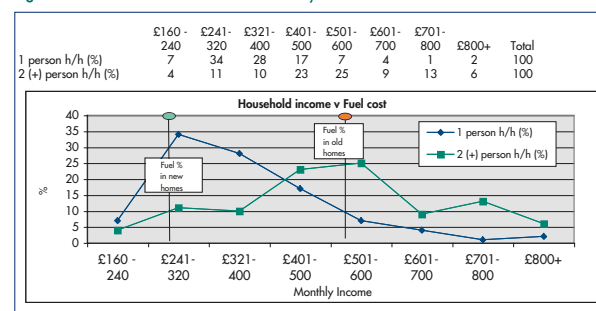 £160 - £241- £321- £401- £501- £601- £701-
240 320 400 500 600 700 800 £800+ Total
1 person h/h (%) 7 34 28 17 7 4 1 2 100
2 (+) person h/h (%) 4 11 10 23 25 9 13 6 100
Household income v Fuel cost
40
35
30
25
20
15
10
5
0
%
Fuel %
in new
homes
Fuel %
in old
homes
1 person h/h (%)
2 (+) person h/h (%)
£160 - £241- £321- £401- £501- £601- £701- £800+
240 320 400 500 600 700 800
Monthly Income